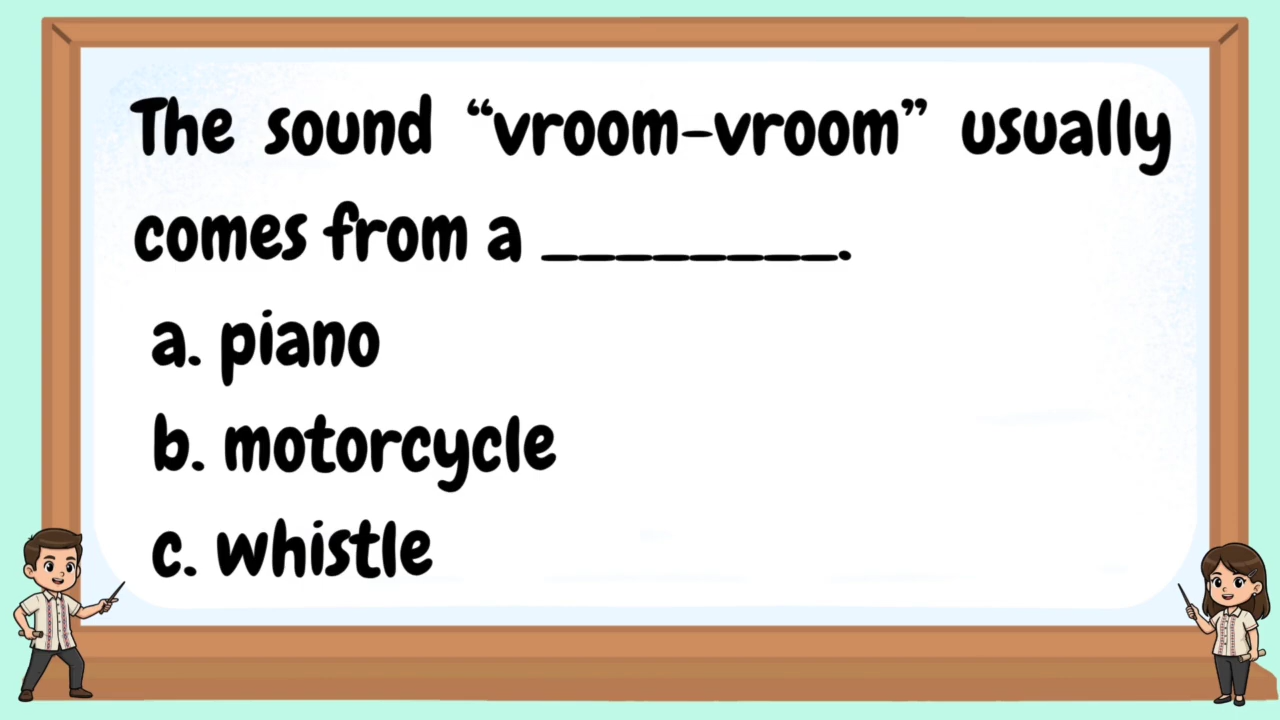 The sound “vroom-vroom” usually
comes from a ________.
a. piano
b. motorcycle
c. whistle